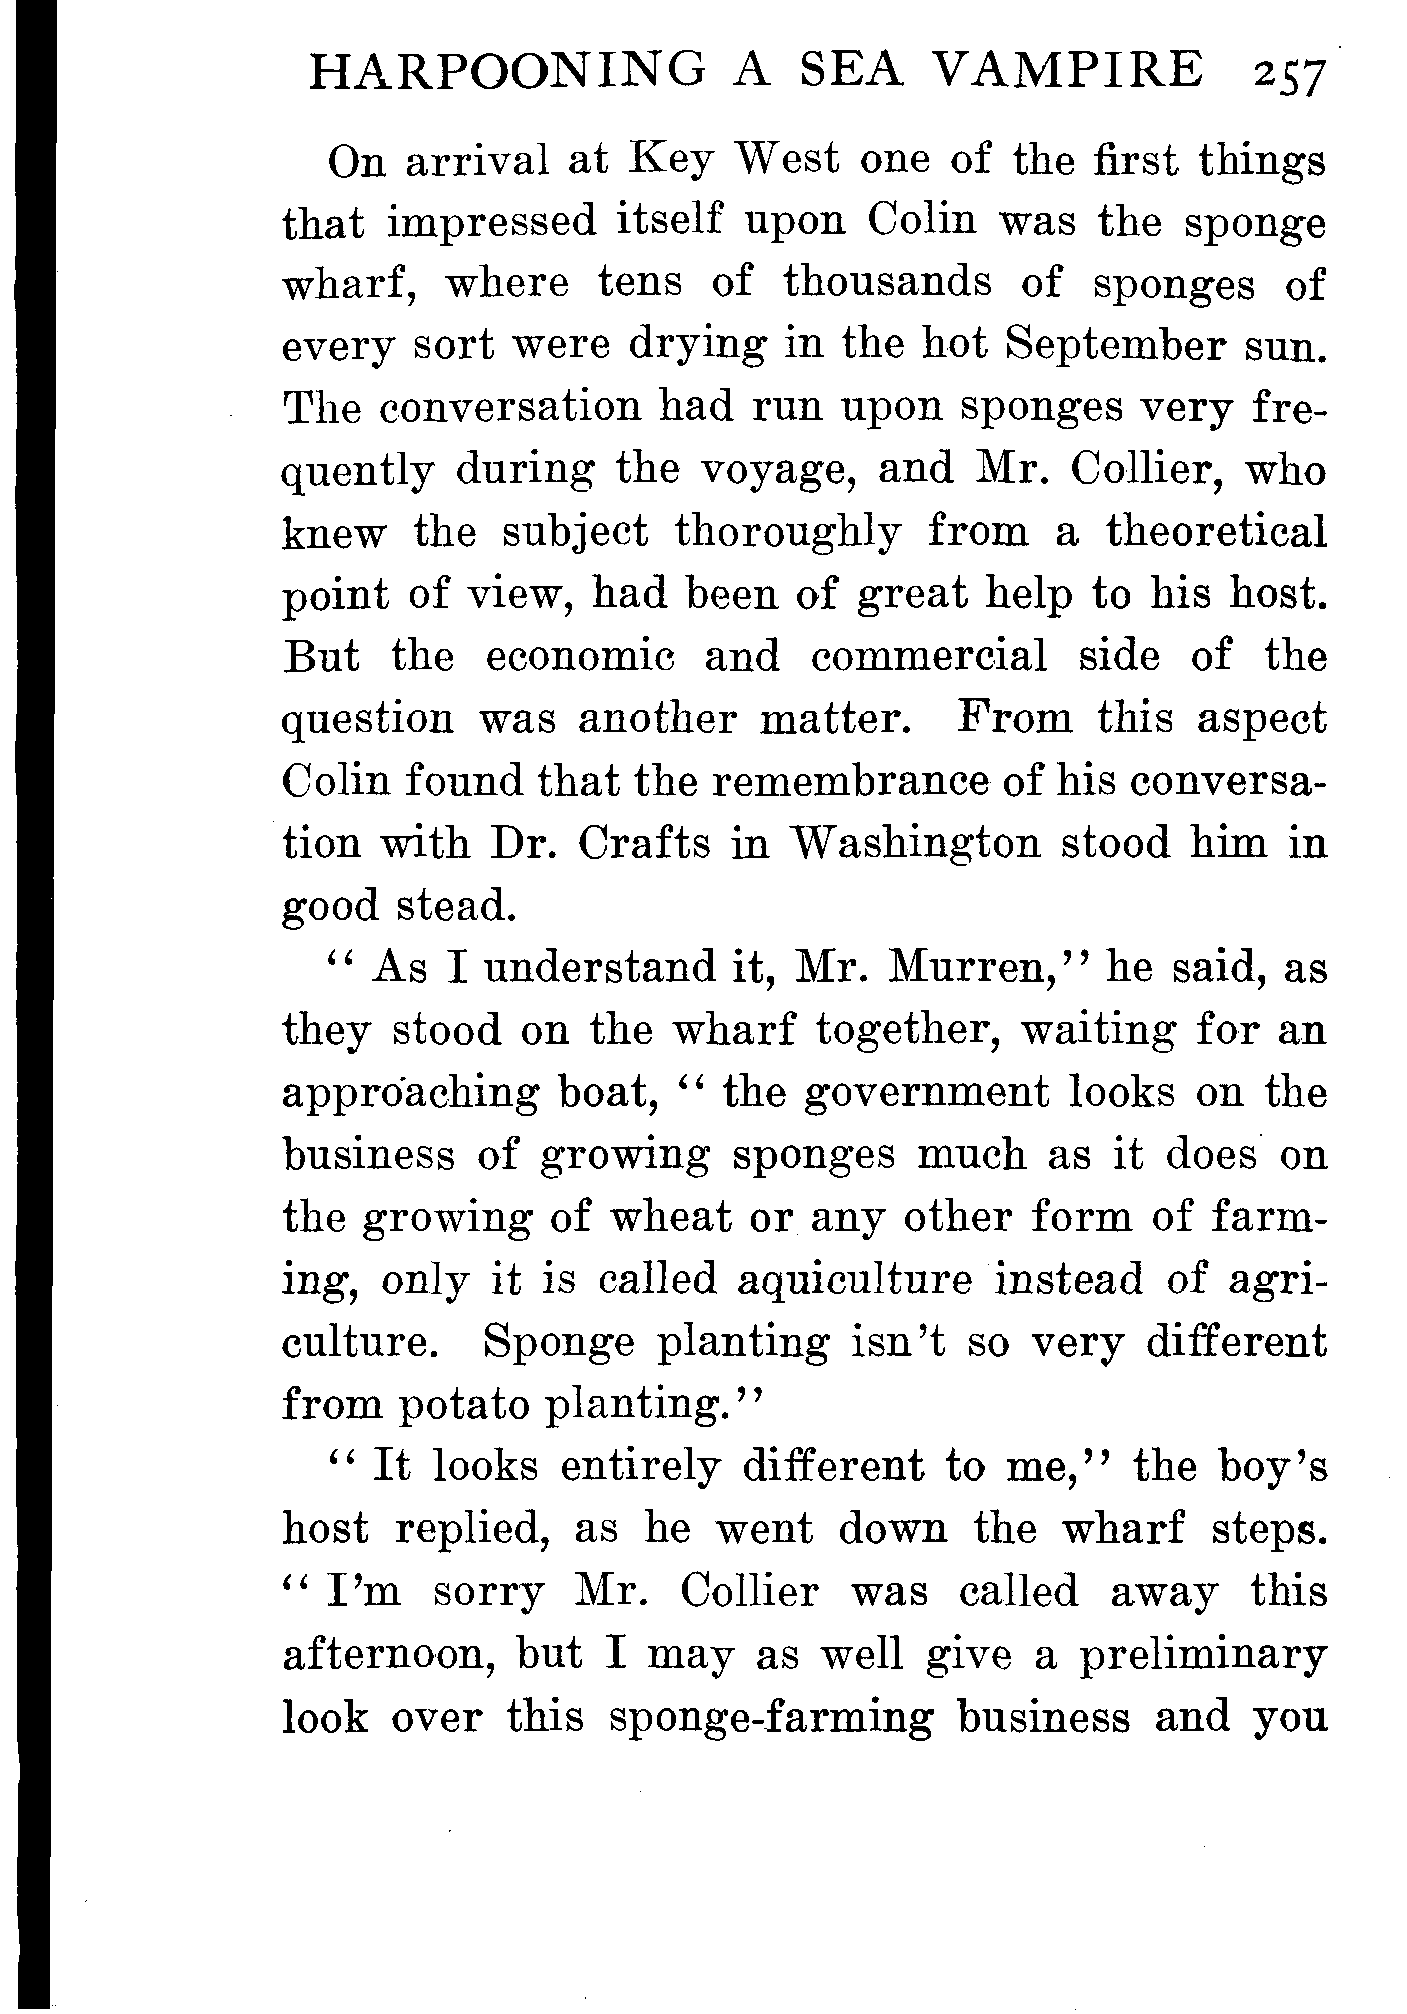 HARPOONING A SEA VAMPIRE 257
On arrival at Key West one of the first things
that impressed itself upon Colin was the sponge
wharf, where tens of thousands of sponges of
every sort were drying in the hot September sun.
The conversation had run upon sponges very fre-
quently during the voyage, and Mr. Collier, who
knew the subject thoroughly from a theoretical
point of view, had been of great help to his host.
But the economic and commercial side of the
question was another matter. From this aspect
Colin found that the remembrance of his conversa-
tion with Dr. Crafts in Washington stood him in
good stead.
“ As I understand it, Mr. Murren,” he said, as
they stood on the wharf together, waiting for an
approaching boat, “ the government looks on the
business of growing sponges much as it does on
the growing of wheat or any other form of farm-
ing, only it is called aquiculture instead of agri-
culture. Sponge planting isn't so very different
from potato planting.”
“ It looks entirely different to me,” the boy's
host replied, as he went down the wharf steps.
“ I'm sorry Mr. Collier was called away this
afternoon, but I may as well give a preliminary
look over this sponge-farming business and you